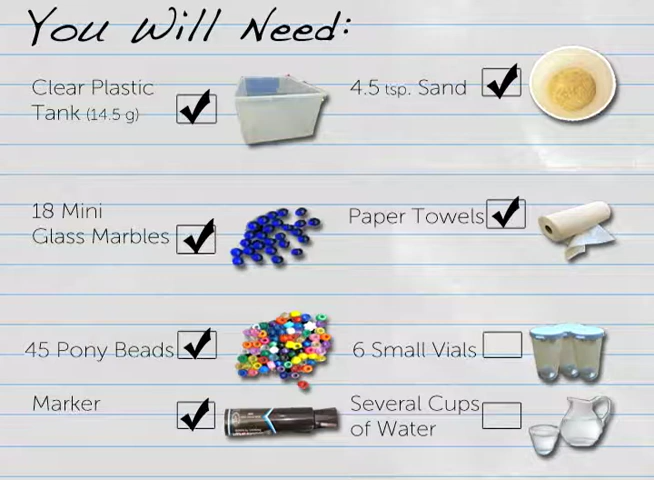 You Will Need:
Clear Plastic
Tank (14.5 g)
4.5 tsp. Sand
18 Mini
Glass Marbles
Paper Towels
45 Pony Beads
6 Small Vials
Marker
Several Cups
of Water